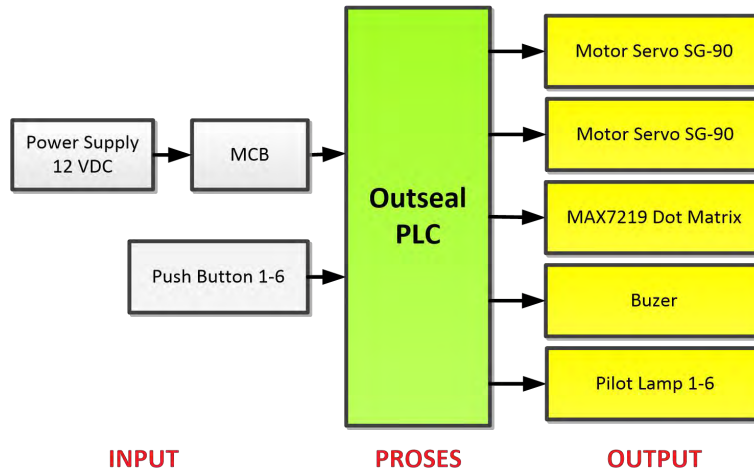 Power Supply
12 VDC
MCB
Push Button 1-6
Outseal
PLC
Motor Servo SG-90
Motor Servo SG-90
MAX7219 Dot Matrix
Buzer
Pilot Lamp 1-6
INPUT
PROSES
OUTPUT